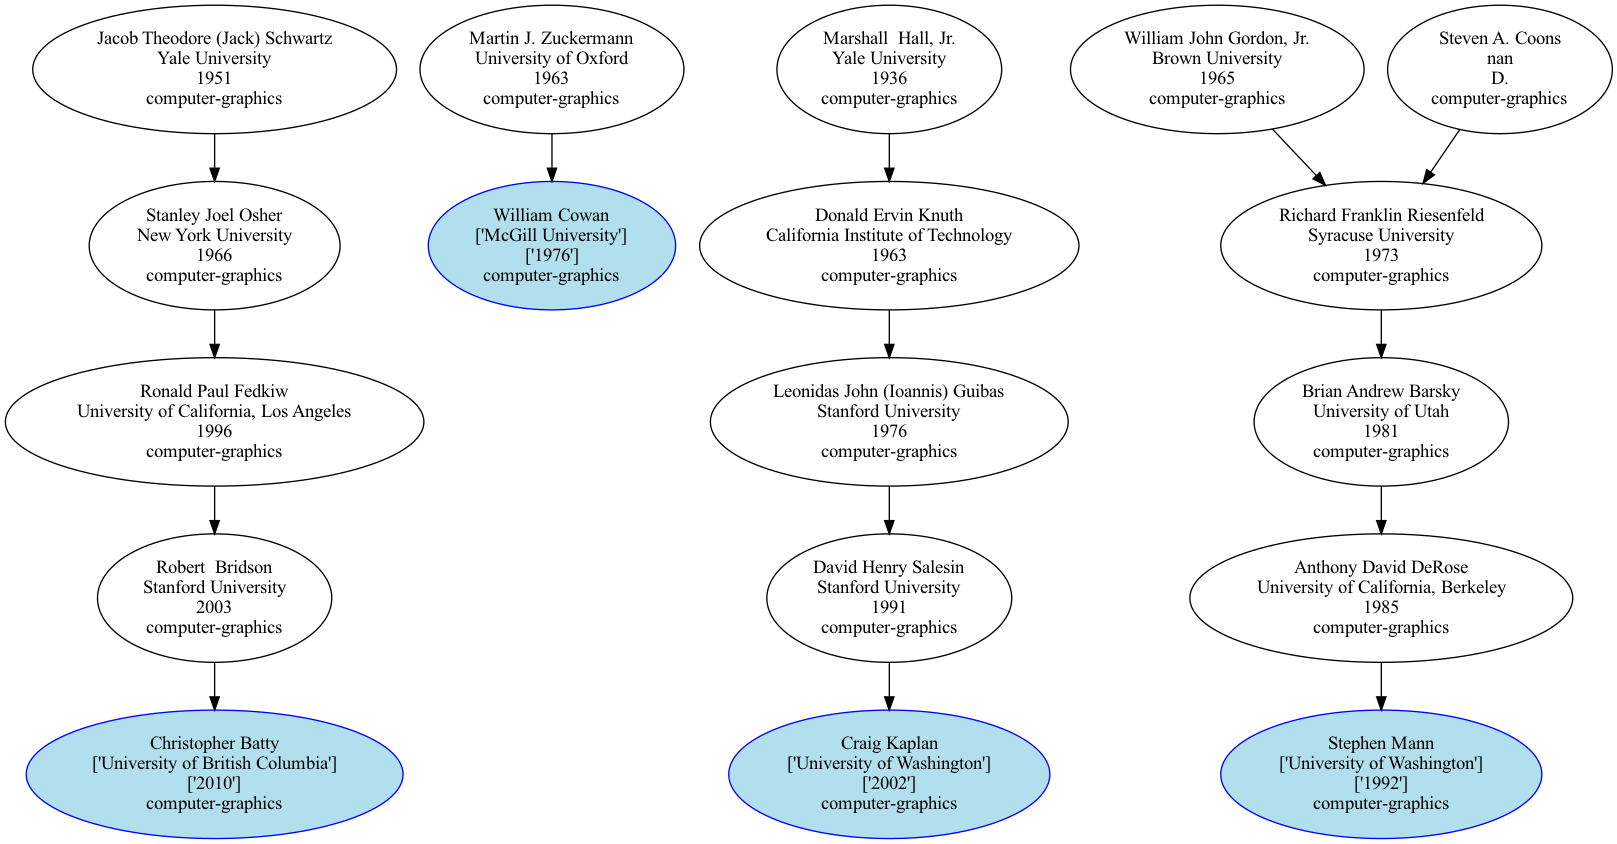 Jacob Theodore (Jack) Schwartz
Yale University
1951
computer-graphics
Martin J. Zuckermann
University of Oxford
1963
computer-graphics
Marshall  Hall, Jr.
Yale University
1936
computer-graphics
William John Gordon, Jr.
Brown University
1965
computer-graphics
Steven A. Coons
nan
D.
computer-graphics
Stanley Joel Osher
New York University
1966
computer-graphics
William Cowan
['McGill University']
['1976']
computer-graphics
Donald Ervin Knuth
California Institute of Technology
1963
computer-graphics
Richard Franklin Riesenfeld
Syracuse University
1973
computer-graphics
Ronald Paul Fedkiw
University of California, Los Angeles
1996
computer-graphics
Leonidas John (Ioannis) Guibas
Stanford University
1976
computer-graphics
Brian Andrew Barsky
University of Utah
1981
computer-graphics
Robert  Bridson
Stanford University
2003
computer-graphics
David Henry Salesin
Stanford University
1991
computer-graphics
Anthony David DeRose
University of California, Berkeley
1985
computer-graphics
Christopher Batty
['University of British Columbia']
['2010']
computer-graphics
Craig Kaplan
['University of Washington']
['2002']
computer-graphics
Stephen Mann
['University of Washington']
['1992']
computer-graphics